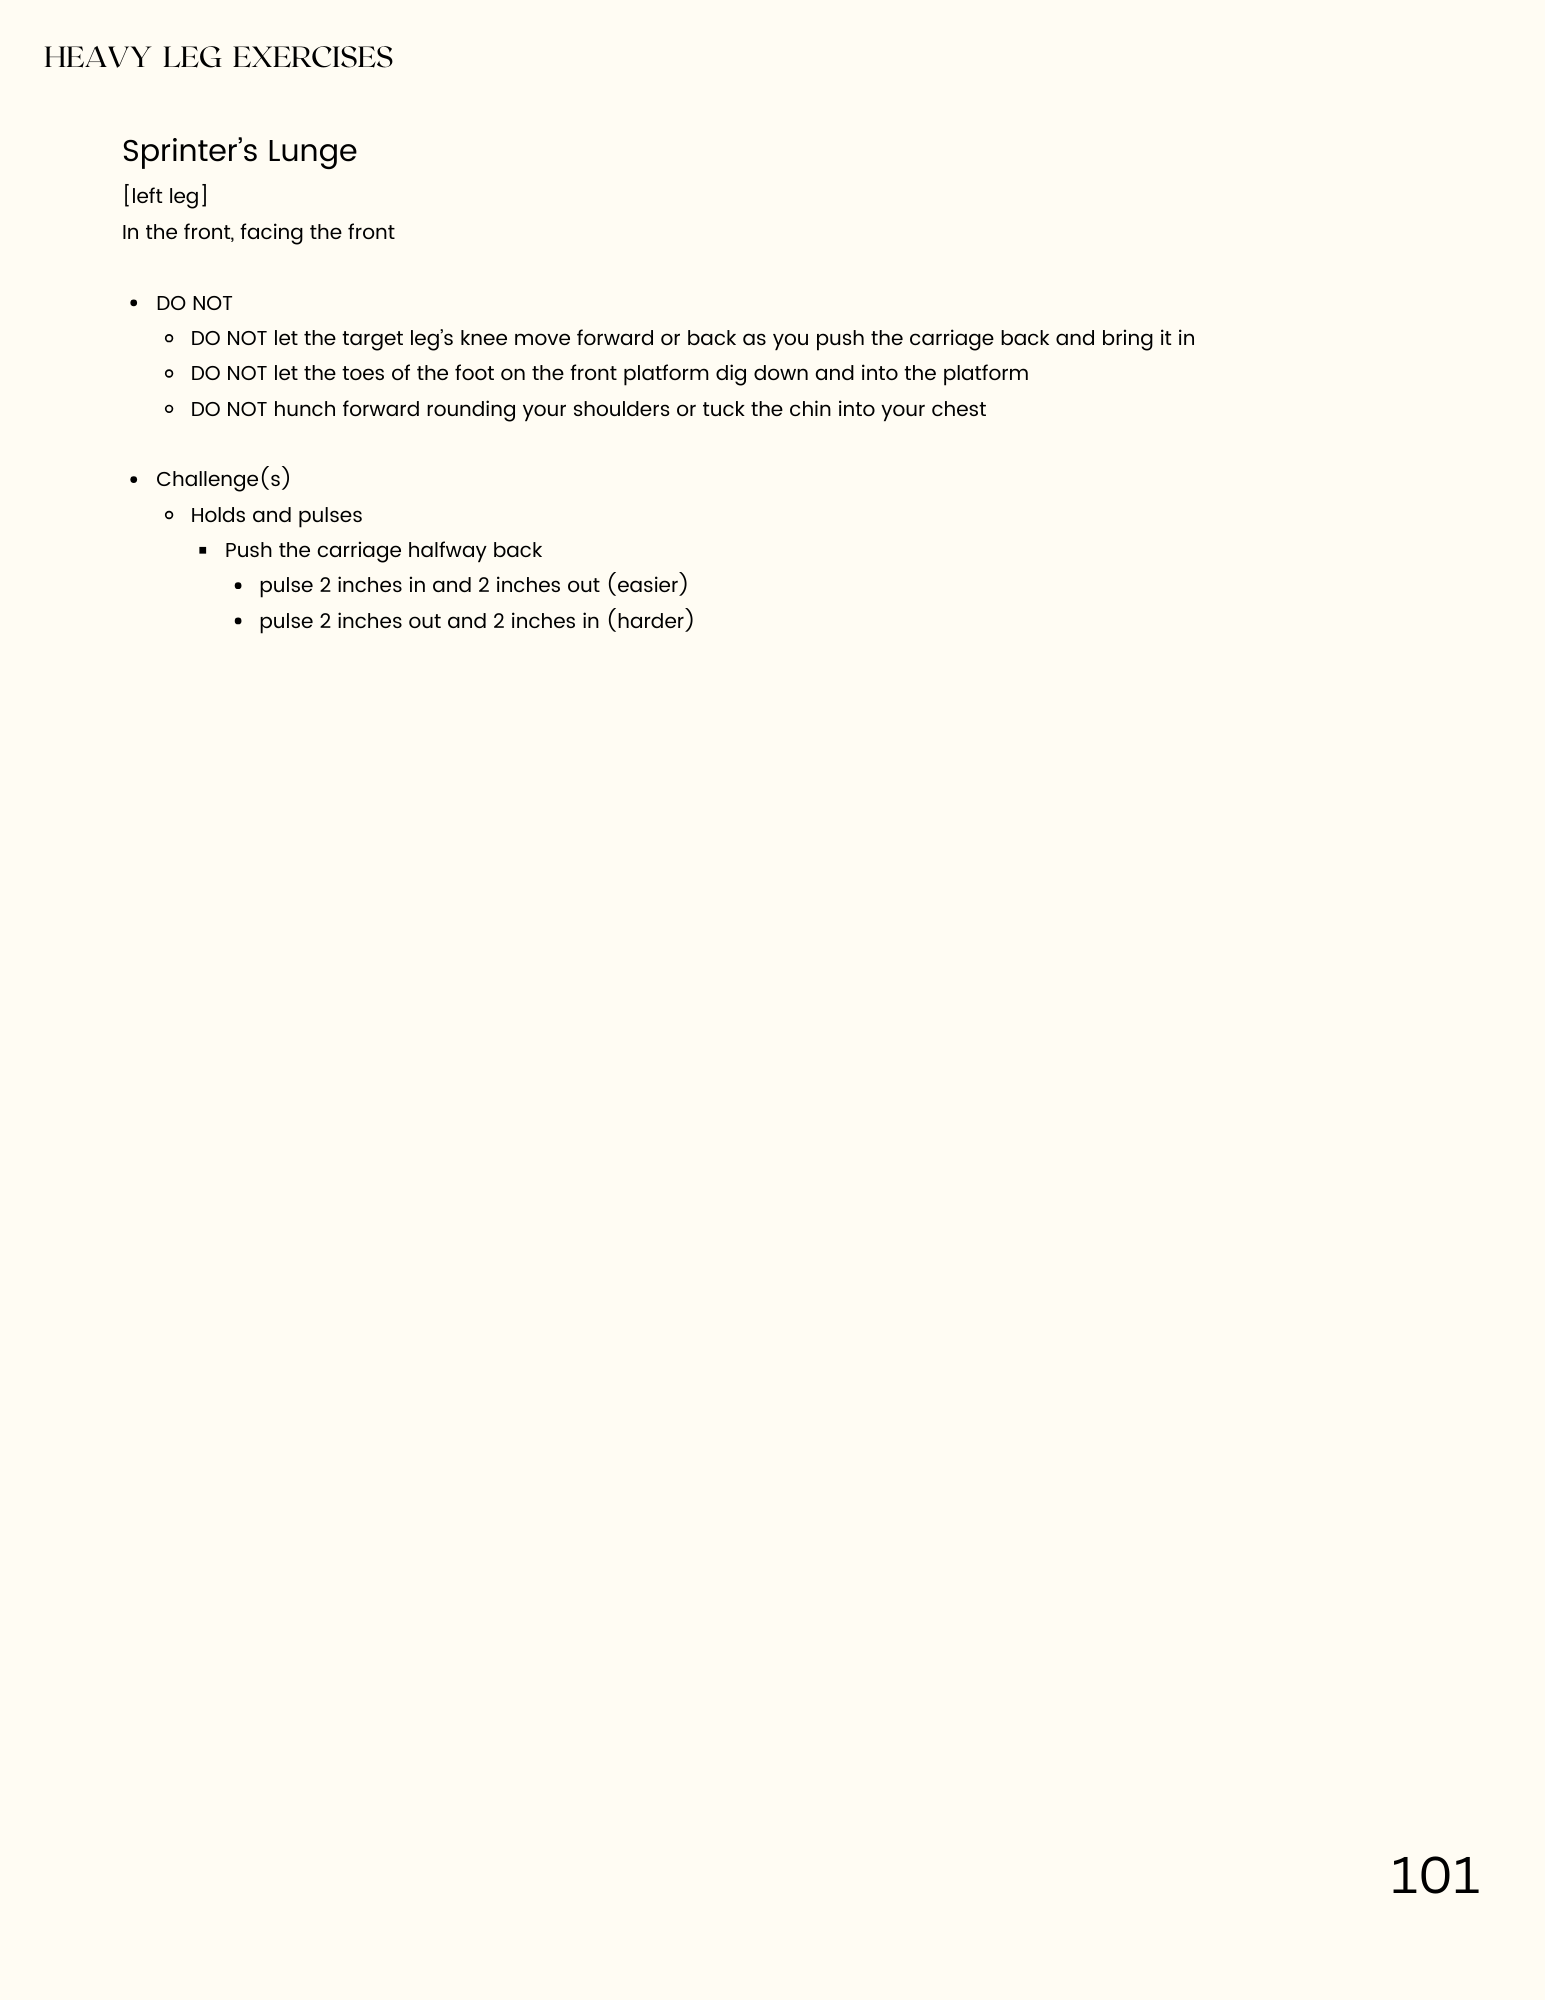 HEAVY LEG EXERCISES
Sprinter’s Lunge
[left leg]
In the front, facing the front
• DO NOT
◦ DO NOT let the target leg’s knee move forward or back as you push the carriage back and bring it in
◦ DO NOT let the toes of the foot on the front platform dig down and into the platform
◦ DO NOT hunch forward rounding your shoulders or tuck the chin into your chest
• Challenge(s)
◦ Holds and pulses
▪ Push the carriage halfway back
• pulse 2 inches in and 2 inches out (easier)
• pulse 2 inches out and 2 inches in (harder)
101